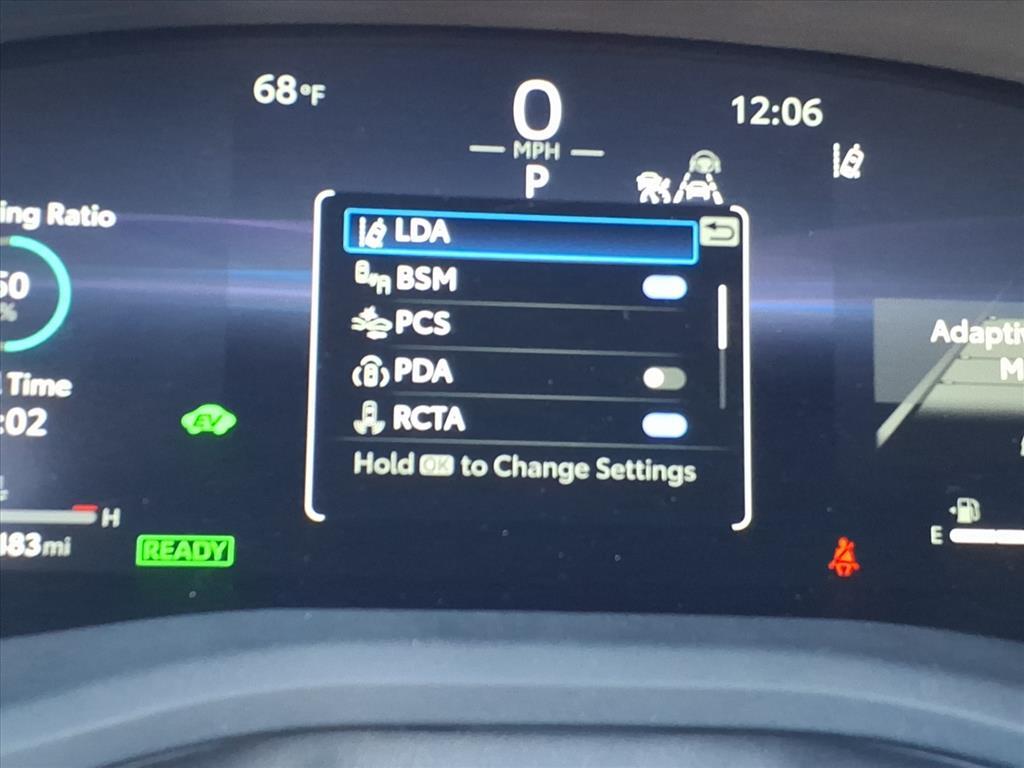 68°F
0
12:06
MPH
P
ing Ratio
LDA
BSM
%
PCS
Adaptiv
M
PDA
Time
:02
EV
RCTA
Hold OK to Change Settings
H
E
483mi
READY